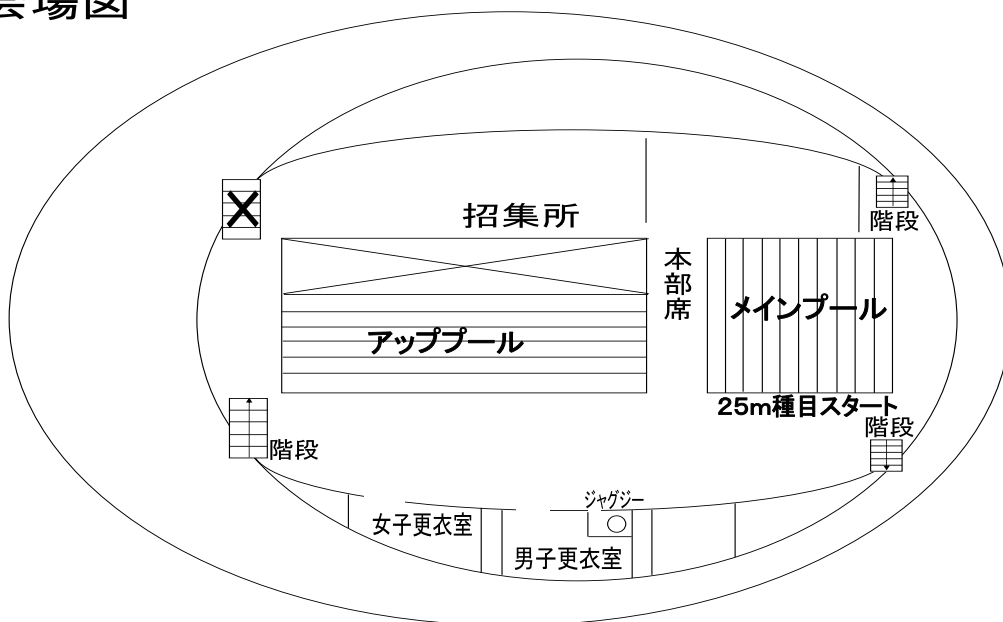 会場図
招集所
階段
本部席
メインプール
アッププール
25m種目スタート
階段
階段
ジャグジー
女子更衣室
男子更衣室